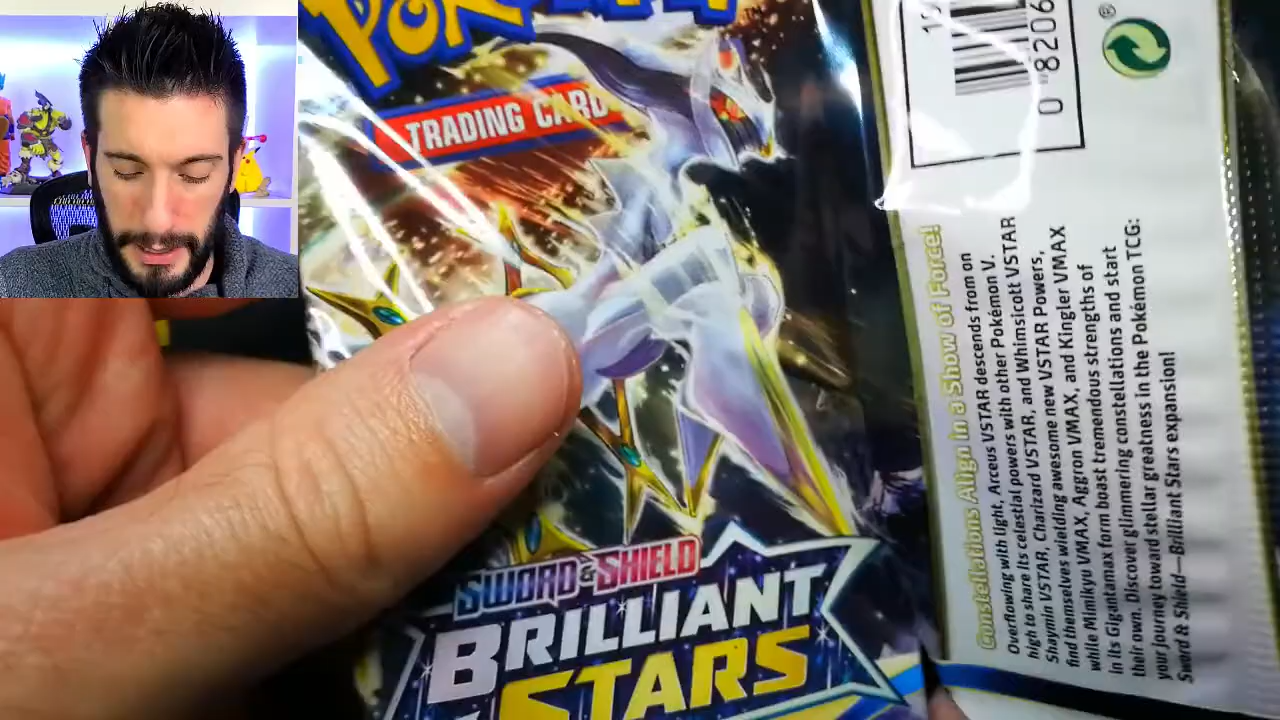 POKÉM
TRADING CARD
SWORD & SHIELD
BRILLIANT
STARS
0 8206
®
Constellations Align in a Show of Force!
Overflowing with light, Arceus VSTAR descends from on
high to share its celestial powers with other Pokémon V.
Shaymin VSTAR, Charizard VSTAR, and Whimsicott VSTAR
find themselves wielding awesome new VSTAR Powers,
while Mimikyu VMAX, Aggron VMAX, and Kingler VMAX
in its Gigantamax form boast tremendous strengths of
their own. Discover glimmering constellations and start
your journey toward stellar greatness in the Pokémon TCG:
Sword & Shield—Brilliant Stars expansion!